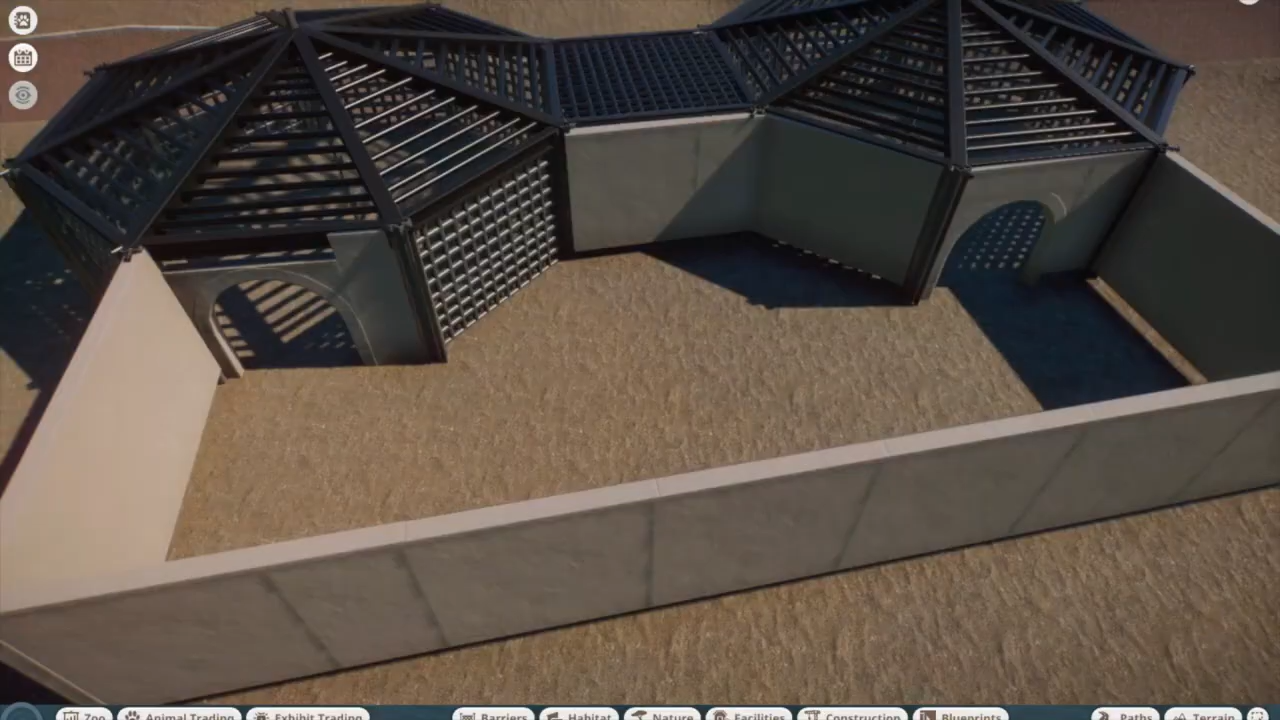 Zoo
Animal Trading
Exhibit Trading
Barriers
Habitat
Nature
Facilities
Construction
Blueprints
Paths
Terrain